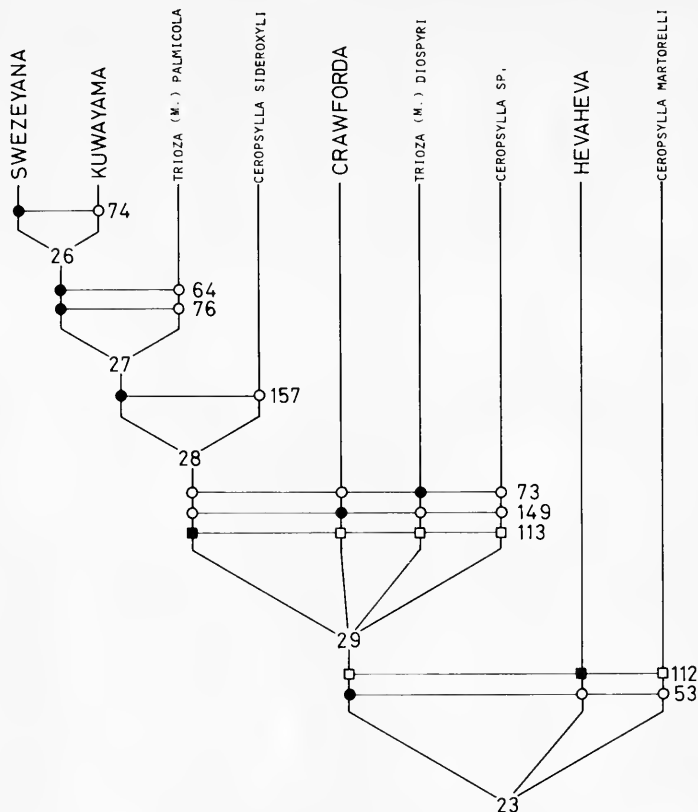 SWEZEYANA
KUWAYAMA
TRIOZA (M.) PALMICOLA
CEROPSYLLA SIDEROXYLI
CRAWFORDA
TRIOZA (M.) DIOSPYRI
CEROPSYLLA SP.
HEVAHEVA
CEROPSYLLA MARTORELLI
74
26
64
76
27
157
28
73
149
113
29
112
53
23